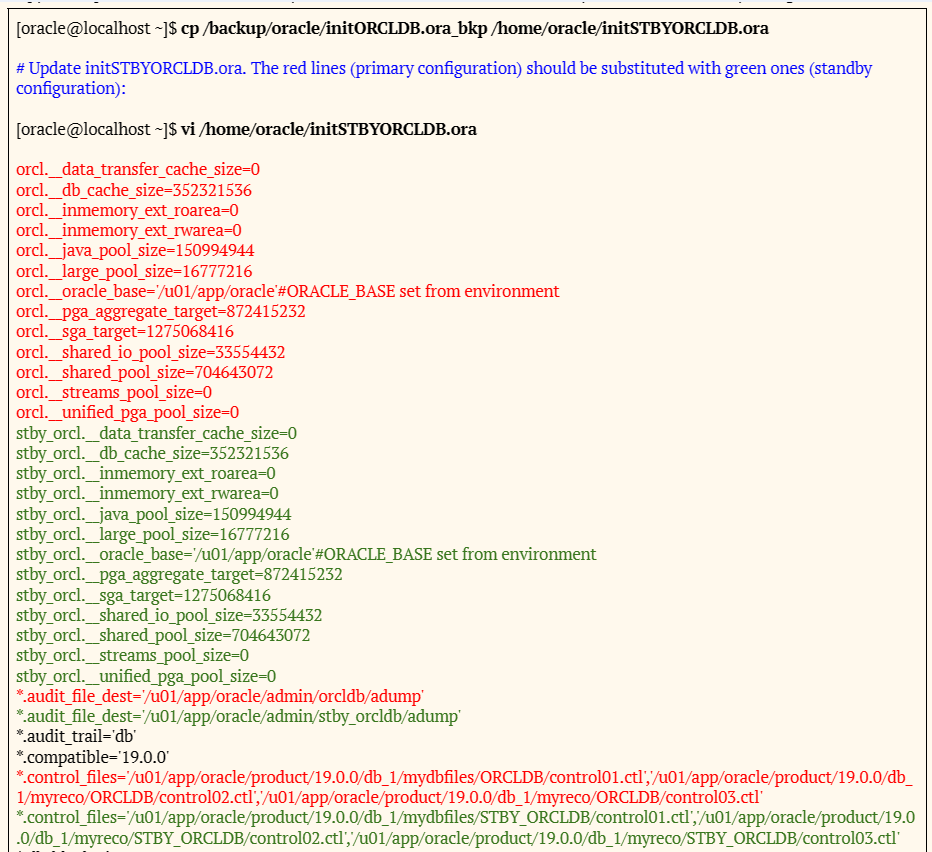 [oracle@localhost ~]$ cp /backup/oracle/initORCLDB.ora_bkp /home/oracle/initSTBYORCLDB.ora
# Update initSTBYORCLDB.ora. The red lines (primary configuration) should be substituted with green ones (standby
configuration):
[oracle@localhost ~]$ vi /home/oracle/initSTBYORCLDB.ora
orcl.__data_transfer_cache_size=0
orcl.__db_cache_size=352321536
orcl.__inmemory_ext_roarea=0
orcl.__inmemory_ext_rwarea=0
orcl.__java_pool_size=150994944
orcl.__large_pool_size=16777216
orcl.__oracle_base='/u01/app/oracle'#ORACLE_BASE set from environment
orcl.__pga_aggregate_target=872415232
orcl.__sga_target=1275068416
orcl.__shared_io_pool_size=33554432
orcl.__shared_pool_size=704643072
orcl.__streams_pool_size=0
orcl.__unified_pga_pool_size=0
stby_orcl.__data_transfer_cache_size=0
stby_orcl.__db_cache_size=352321536
stby_orcl.__inmemory_ext_roarea=0
stby_orcl.__inmemory_ext_rwarea=0
stby_orcl.__java_pool_size=150994944
stby_orcl.__large_pool_size=16777216
stby_orcl.__oracle_base='/u01/app/oracle'#ORACLE_BASE set from environment
stby_orcl.__pga_aggregate_target=872415232
stby_orcl.__sga_target=1275068416
stby_orcl.__shared_io_pool_size=33554432
stby_orcl.__shared_pool_size=704643072
stby_orcl.__streams_pool_size=0
stby_orcl.__unified_pga_pool_size=0
*.audit_file_dest='/u01/app/oracle/admin/orcldb/adump'
*.audit_file_dest='/u01/app/oracle/admin/stby_orcldb/adump'
*.audit_trail='db'
*.compatible='19.0.0'
*.control_files='/u01/app/oracle/product/19.0.0/db_1/mydbfiles/ORCLDB/control01.ctl','/u01/app/oracle/product/19.0.0/db_
1/myreco/ORCLDB/control02.ctl','/u01/app/oracle/product/19.0.0/db_1/myreco/ORCLDB/control03.ctl'
*.control_files='/u01/app/oracle/product/19.0.0/db_1/mydbfiles/STBY_ORCLDB/control01.ctl','/u01/app/oracle/product/19.0
.0/db_1/myreco/STBY_ORCLDB/control02.ctl','/u01/app/oracle/product/19.0.0/db_1/myreco/STBY_ORCLDB/control03.ctl'